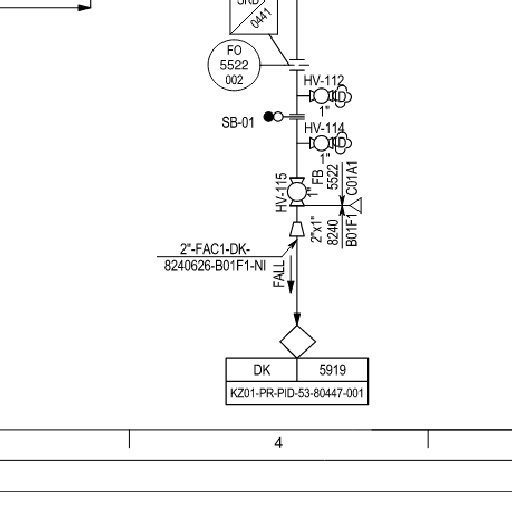 SRD
0441
FO
5522
002
HV-112
1"
SB-01
HV-114
1"
FB
5522
C01A1
HV-115
1"
2"x1"
8240
B01F1
2"-FAC1-DK-
8240626-B01F1-NI
FALL
DK 5919
KZ01-PR-PID-53-80447-001
4